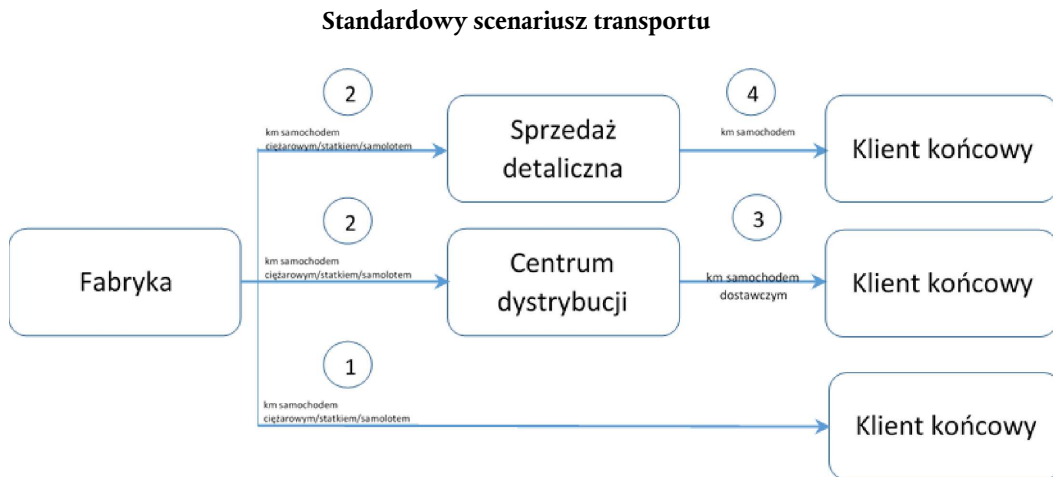 Standardowy scenariusz transportu
2
4
km samochodem
ciężarowym/statkiem/samolotem
Sprzedaż
detaliczna
km samochodem
Klient końcowy
2
3
Fabryka
km samochodem
ciężarowym/statkiem/samolotem
Centrum
dystrybucji
km samochodem
dostawczym
Klient końcowy
1
km samochodem
ciężarowym/statkiem/samolotem
Klient końcowy